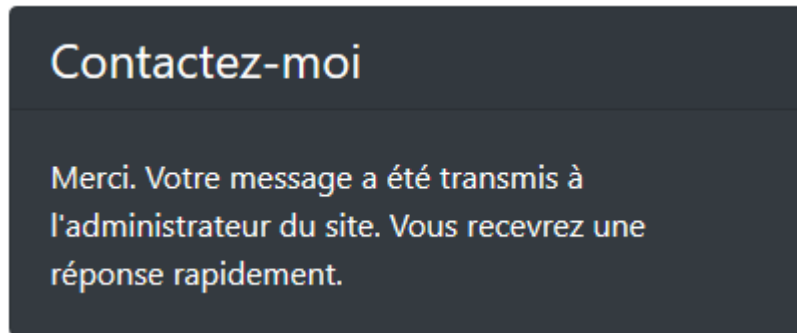 Contactez-moi
Merci. Votre message a été transmis à
l'administrateur du site. Vous recevrez une
réponse rapidement.